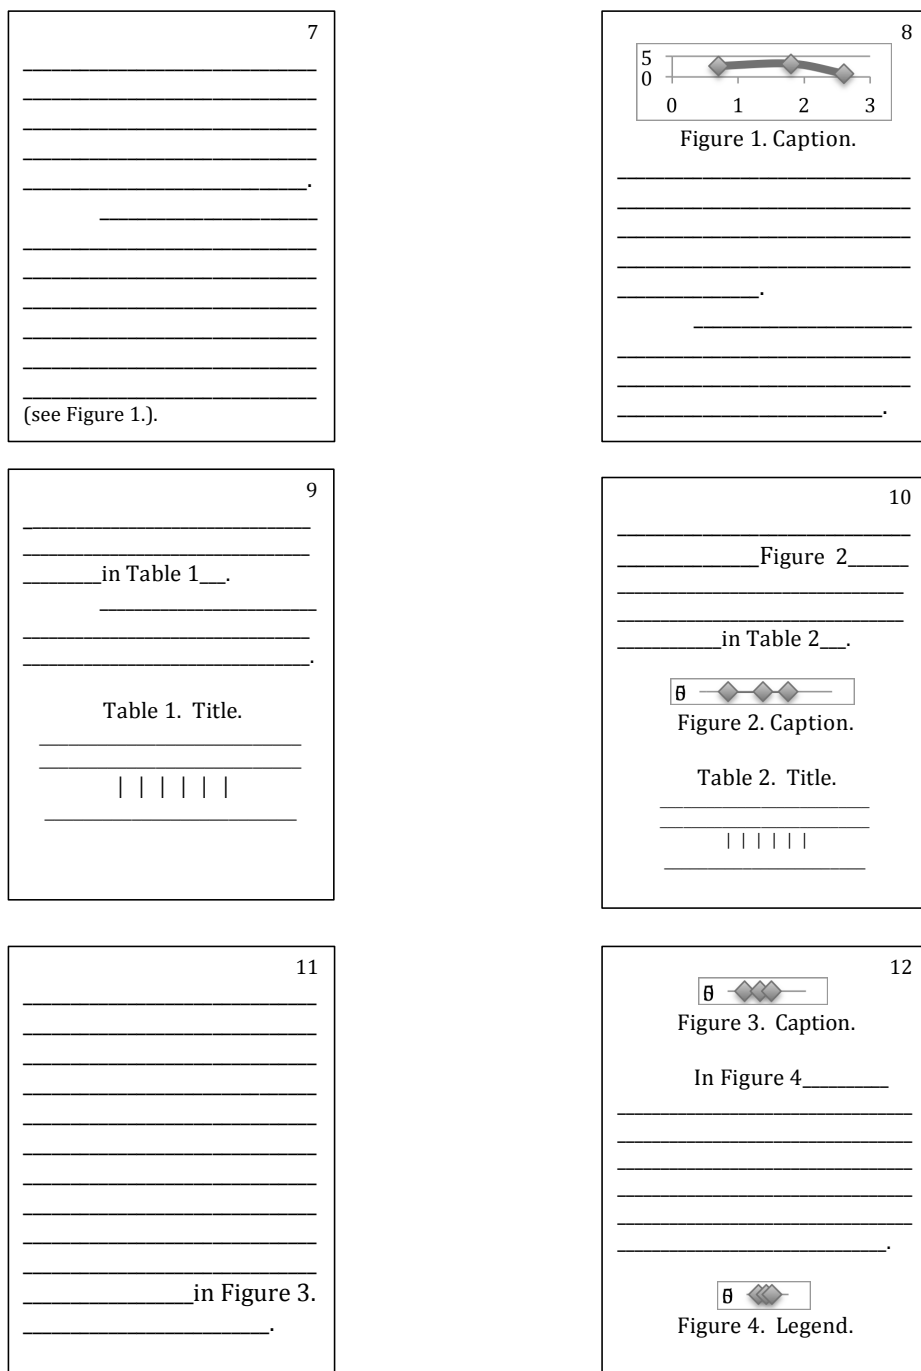 7
(see Figure 1.).
8
5
0
0 1 2 3
Figure 1. Caption.
9
in Table 1___.
Table 1. Title.
10
Figure 2
in Table 2___.
Figure 2. Caption.
Table 2. Title.
11
in Figure 3.
12
Figure 3. Caption.
In Figure 4
Figure 4. Legend.